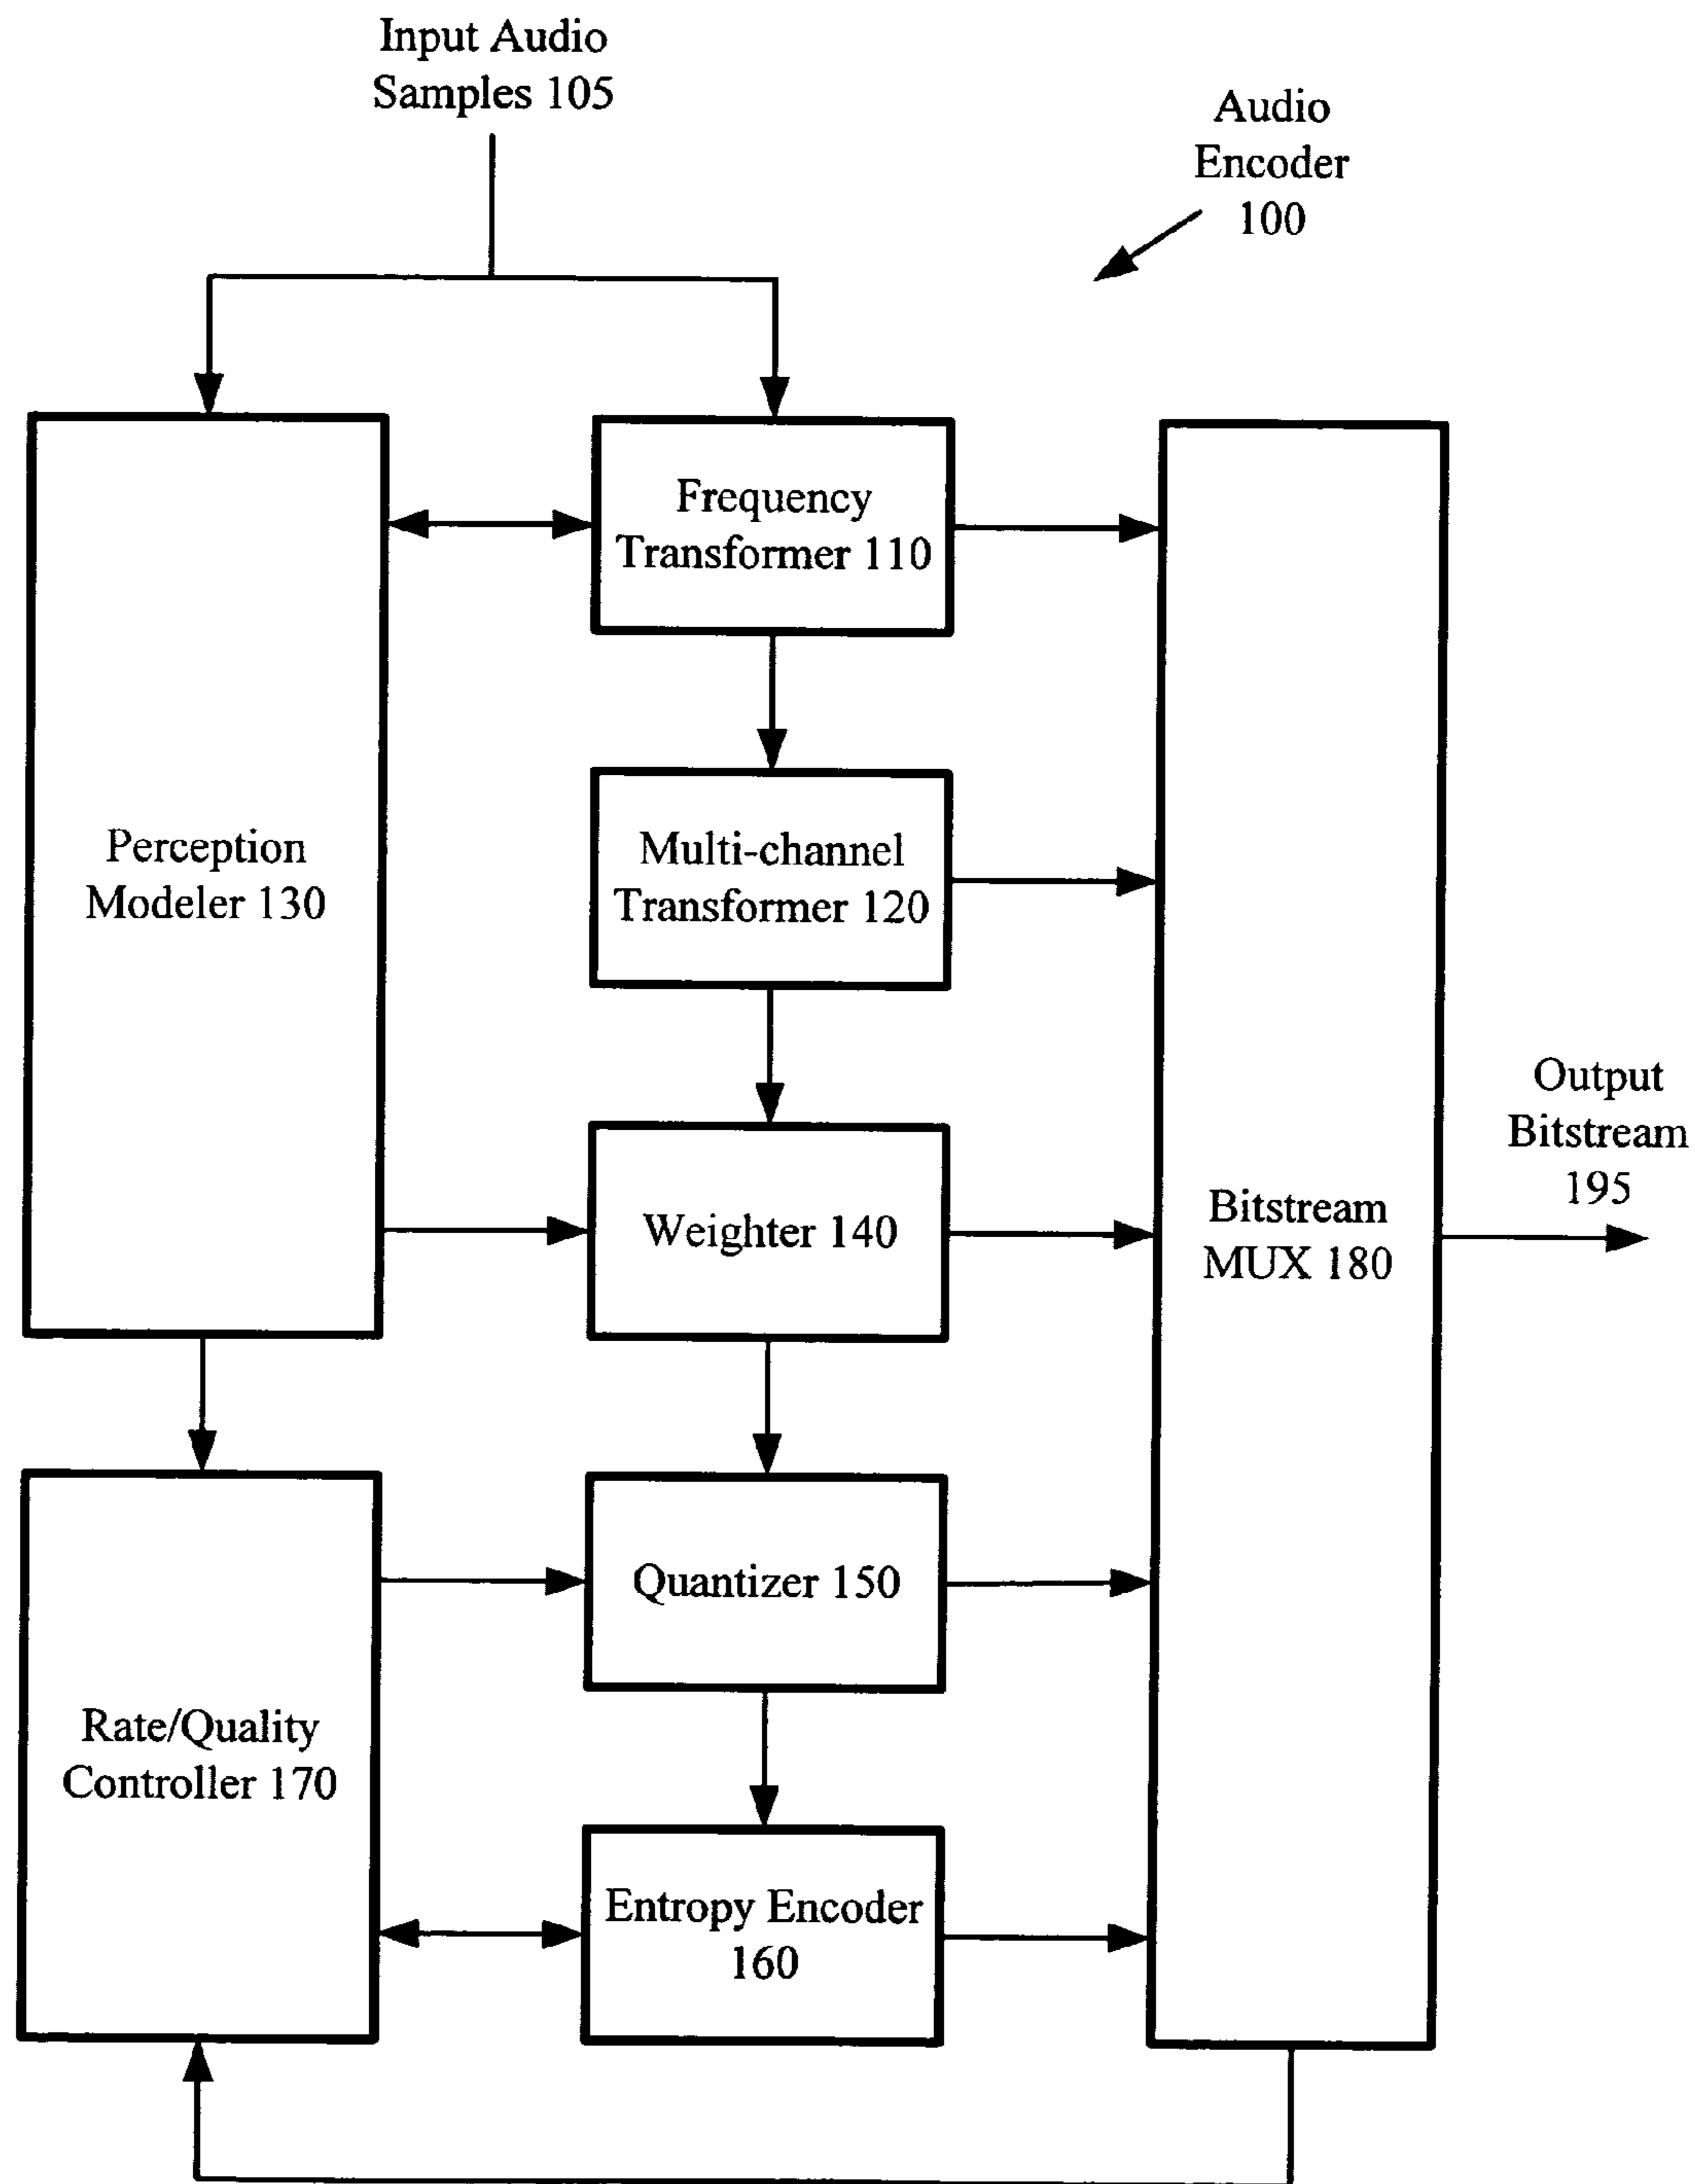 Input Audio
Samples 105
Audio
Encoder
100
Frequency
Transformer 110
Perception
Modeler 130
Multi-channel
Transformer 120
Output
Bitstream
195
Weighter 140
Bitstream
MUX 180
Quantizer 150
Rate/Quality
Controller 170
Entropy Encoder
160